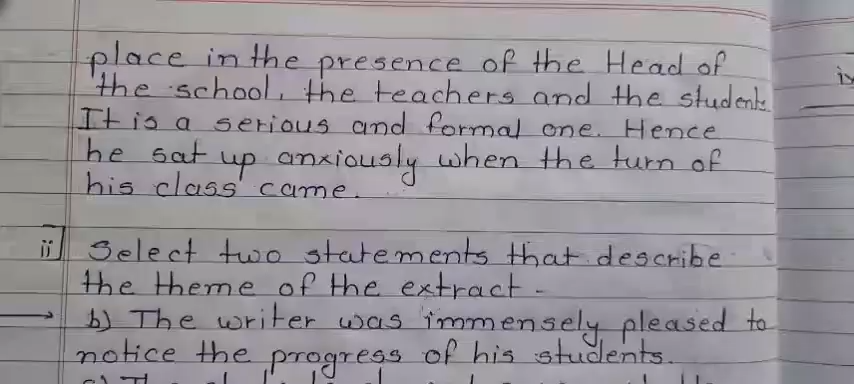 place in the presence of the Head of
the school, the teachers and the students.
It is a serious and formal one. Hence
he sat up anxiously when the turn of
his class came.
ii] Select two statements that describe
the theme of the extract -
→ b) The writer was immensely pleased to
notice the progress of his students.